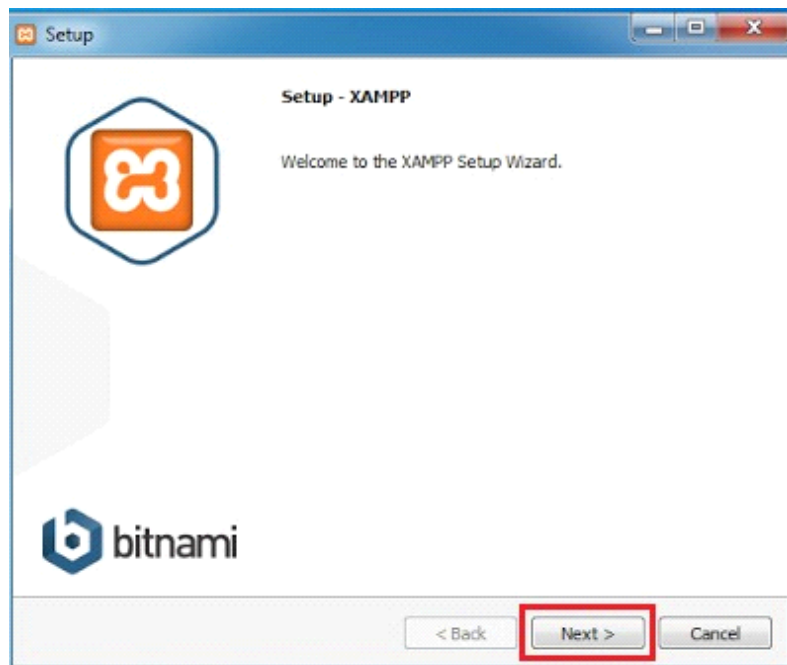 Setup
Setup - XAMPP
Welcome to the XAMPP Setup Wizard.
bitnami
< Back
Next >
Cancel